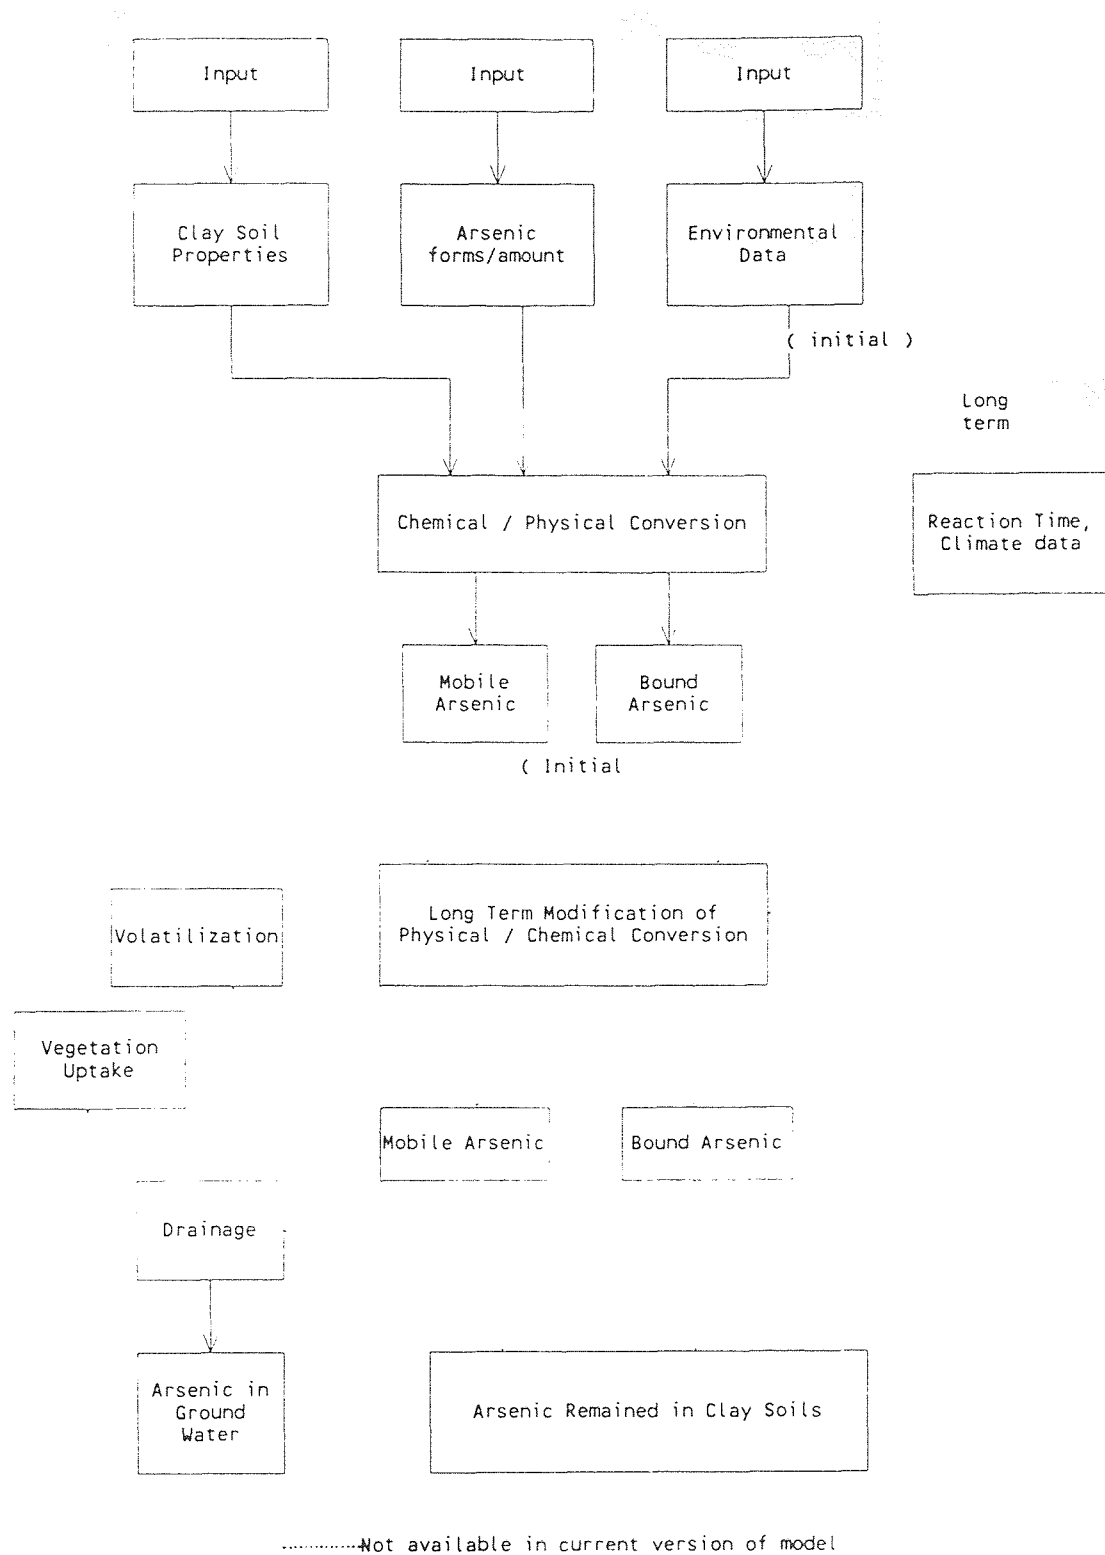 Input
Input
Input
Clay Soil
Properties
Arsenic
forms/amount
Environmental
Data
( initial )
Long
term
Chemical / Physical Conversion
Reaction Time,
Climate data
Mobile
Arsenic
Bound
Arsenic
( Initial
Volatilization
Long Term Modification of
Physical / Chemical Conversion
Vegetation
Uptake
Mobile Arsenic
Bound Arsenic
Drainage
Arsenic in
Ground
Water
Arsenic Remained in Clay Soils
Not available in current version of model